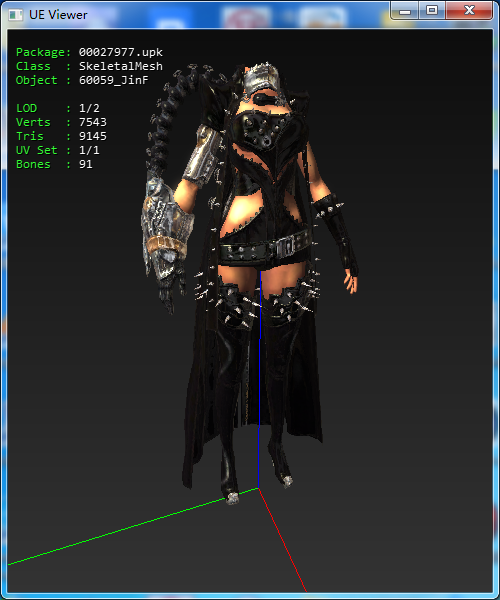 UE Viewer
Package: 00027977.upk
Class : SkeletalMesh
Object : 60059_JinF
LOD : 1/2
Verts : 7543
Tris : 9145
UV Set : 1/1
Bones : 91